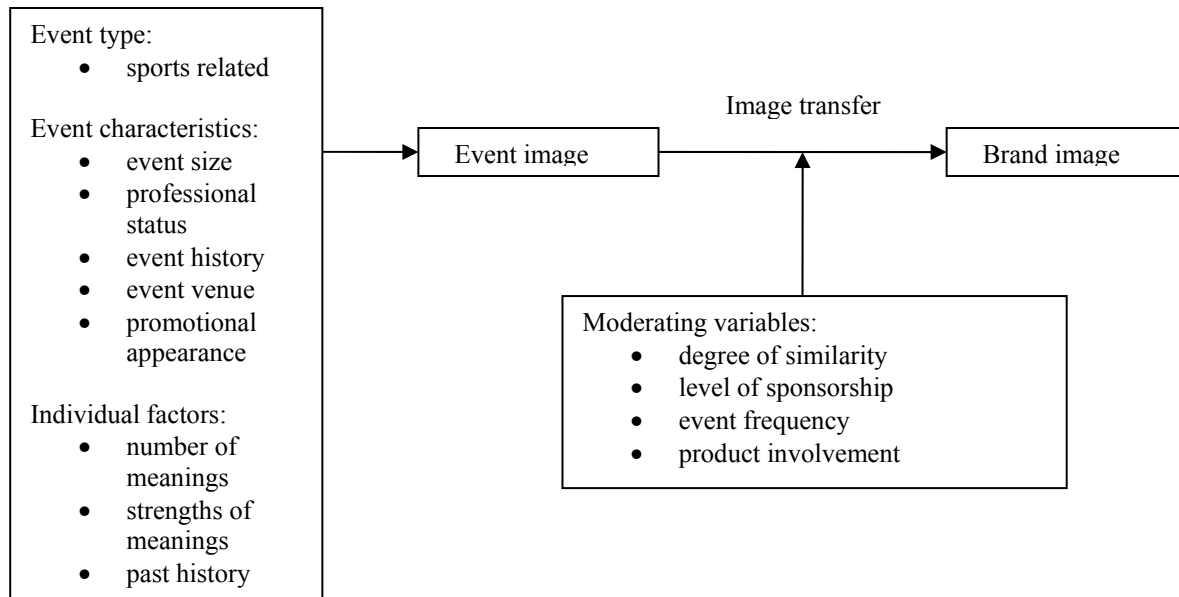 Event type:
• sports related
Event characteristics:
• event size
• professional
status
• event history
• event venue
• promotional
appearance
Individual factors:
• number of
meanings
• strengths of
meanings
• past history
Event image
Image transfer
Brand image
Moderating variables:
• degree of similarity
• level of sponsorship
• event frequency
• product involvement